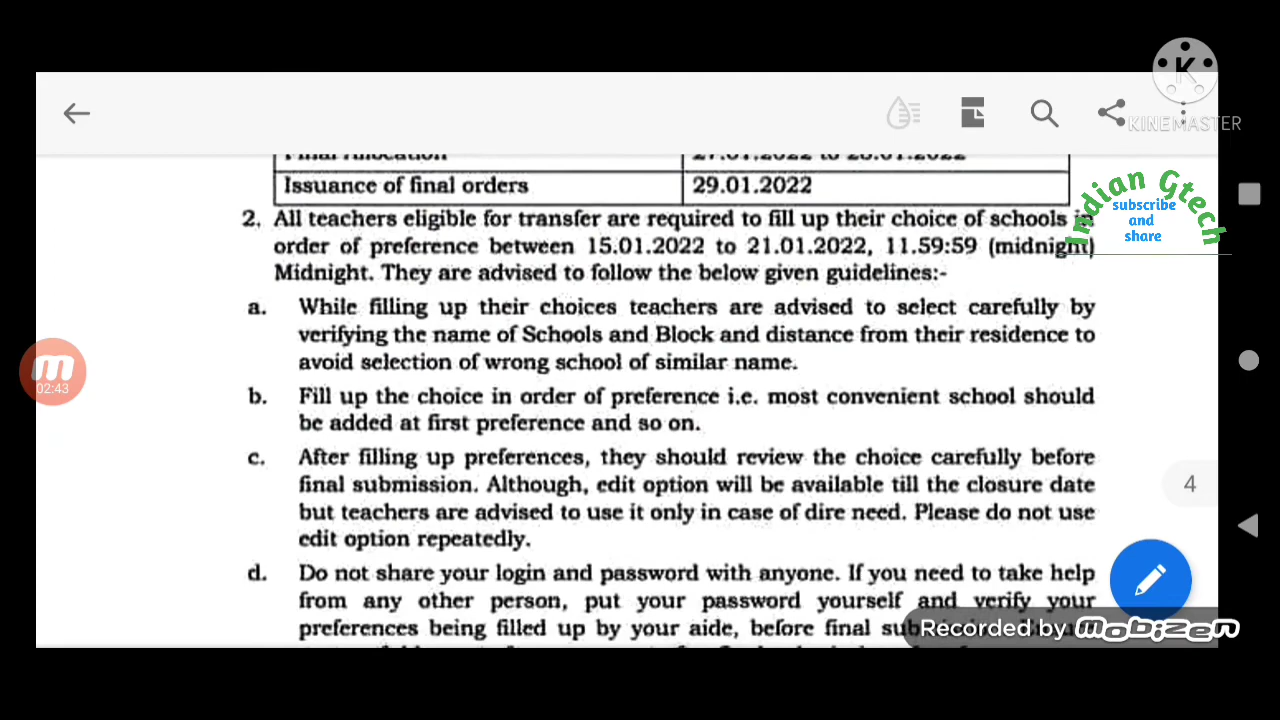 KINEMASTER
Final Allocation 27.01.2022 to 28.01.2022
Issuance of final orders 29.01.2022
Indian Gtech
subscribe
and
share
2. All teachers eligible for transfer are required to fill up their choice of schools in
order of preference between 15.01.2022 to 21.01.2022, 11.59:59 (midnight)
Midnight. They are advised to follow the below given guidelines:-
a. While filling up their choices teachers are advised to select carefully by
verifying the name of Schools and Block and distance from their residence to
avoid selection of wrong school of similar name.
02:43
b. Fill up the choice in order of preference i.e. most convenient school should
be added at first preference and so on.
c. After filling up preferences, they should review the choice carefully before
final submission. Although, edit option will be available till the closure date
4
but teachers are advised to use it only in case of dire need. Please do not use
edit option repeatedly.
d. Do not share your login and password with anyone. If you need to take help
from any other person, put your password yourself and verify your
preferences being filled up by your aide, before final
Recorded by mobizen